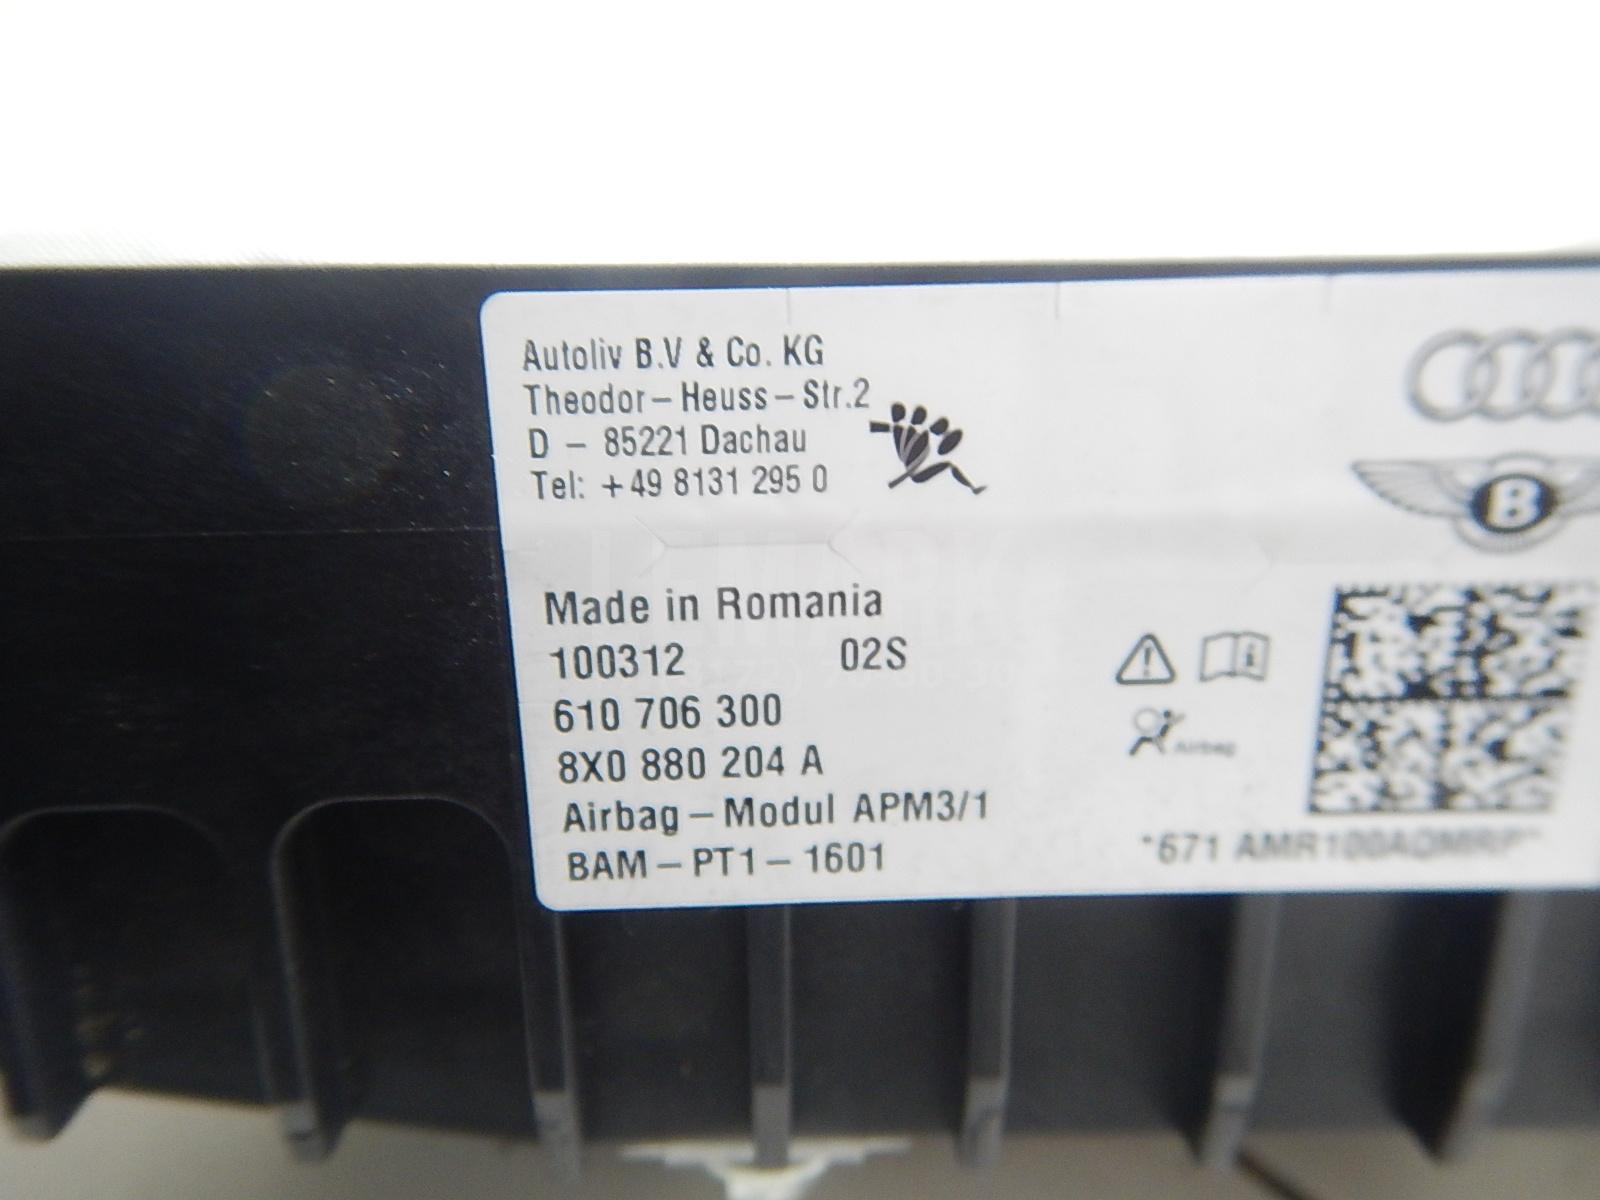 Autoliv B.V & Co. KG
Theodor – Heuss – Str.2
D – 85221 Dachau
Tel: +49 8131 295 0
B
Made in Romania
100312 02S
610 706 300
8X0 880 204 A
Airbag – Modul APM3/1
BAM – PT1 – 1601
Airbag
*671